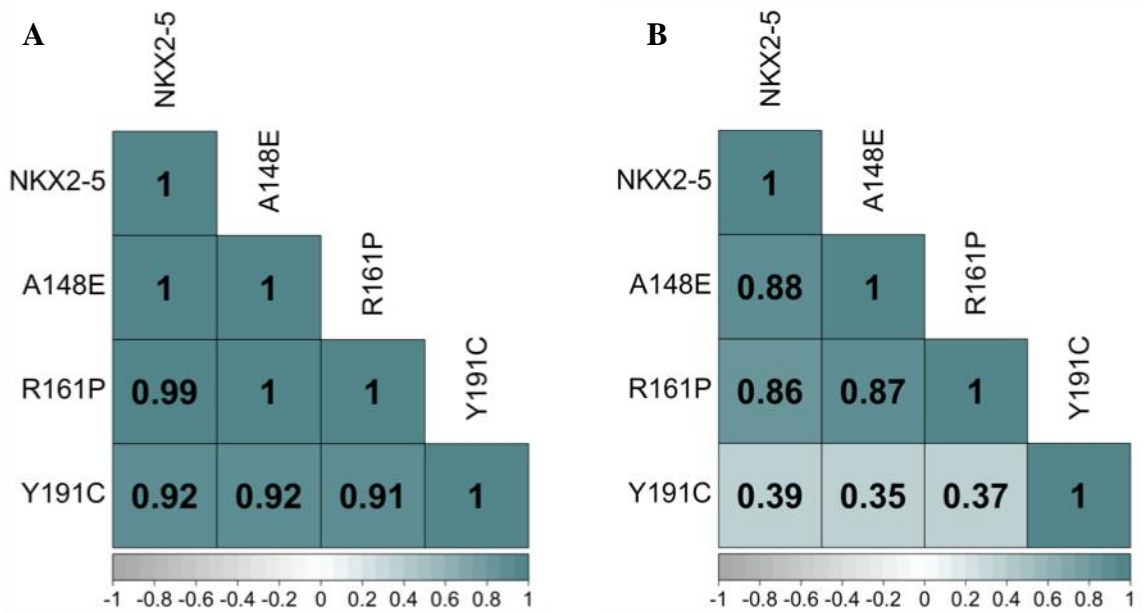 A
NKX2-5
A148E
R161P
Y191C
NKX2-5 1
A148E 1 1
R161P 0.99 1 1
Y191C 0.92 0.92 0.91 1
-1 -0.8 -0.6 -0.4 -0.2 0 0.2 0.4 0.6 0.8 1
B
NKX2-5
A148E
R161P
Y191C
NKX2-5 1
A148E 0.88 1
R161P 0.86 0.87 1
Y191C 0.39 0.35 0.37 1
-1 -0.8 -0.6 -0.4 -0.2 0 0.2 0.4 0.6 0.8 1